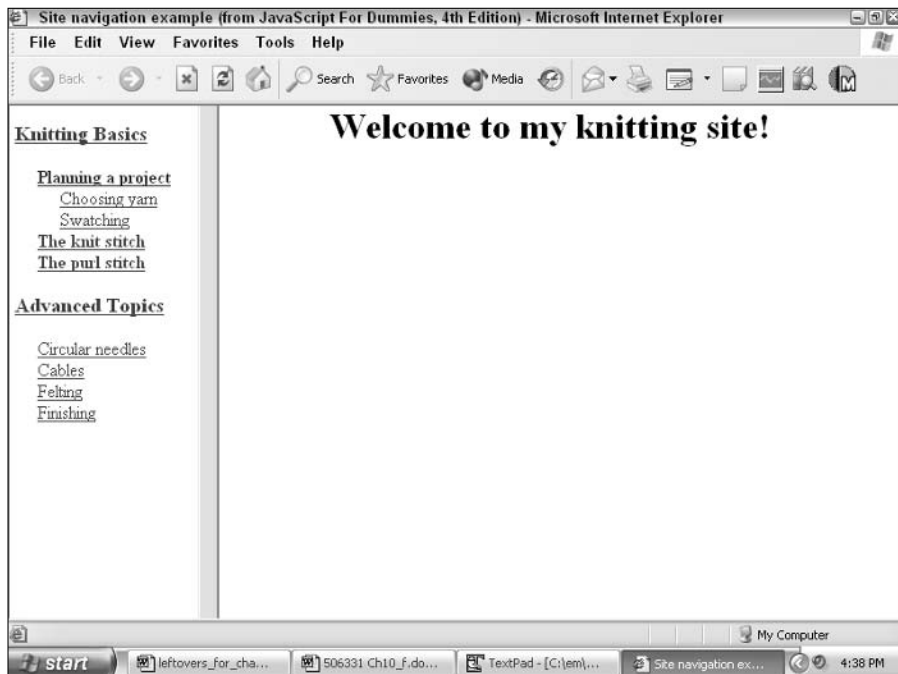 Site navigation example (from JavaScript For Dummies, 4th Edition) - Microsoft Internet Explorer
File Edit View Favorites Tools Help
Back Search Favorites Media
Welcome to my knitting site!
Knitting Basics
Planning a project
Choosing yarn
Swatching
The knit stitch
The purl stitch
Advanced Topics
Circular needles
Cables
Felting
Finishing
My Computer
start leftovers_for_cha... 506331 Ch10_f.do... TextPad - [C:\em\... Site navigation ex... 4:38 PM